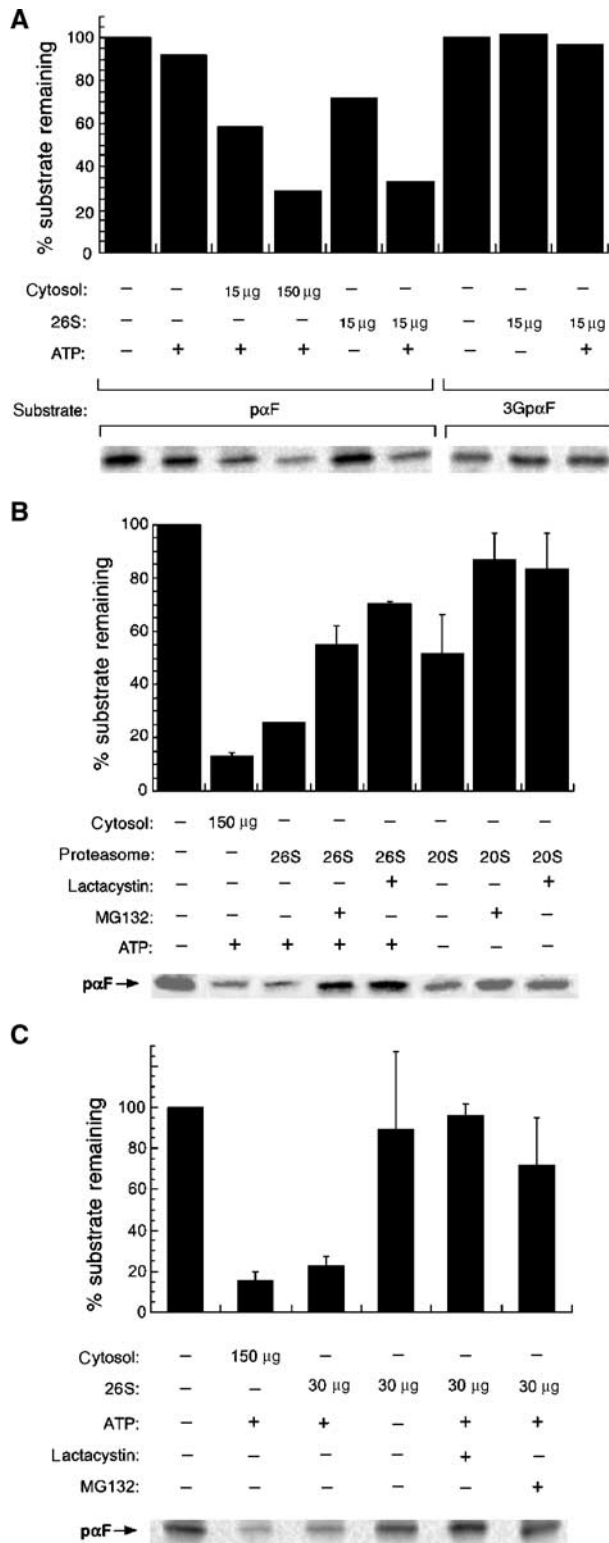 A
% substrate remaining
100
80
60
40
20
0
Cytosol: – – 15 μg 150 μg – – – – –
26S: – – – – 15 μg 15 μg – 15 μg 15 μg
ATP: – + + + – + – – +
Substrate: pαF 3GpαF
B
% substrate remaining
100
80
60
40
20
0
Cytosol: – 150 μg – – – – – –
Proteasome: – – 26S 26S 26S 20S 20S 20S
Lactacystin: – – – – + – – +
MG132: – – – + – – + –
ATP: – + + + + – – –
pαF
C
% substrate remaining
100
80
60
40
20
0
Cytosol: – 150 μg – – – –
26S: – – 30 μg 30 μg 30 μg 30 μg
ATP: – + + – + +
Lactacystin: – – – – + –
MG132: – – – – – +
pαF